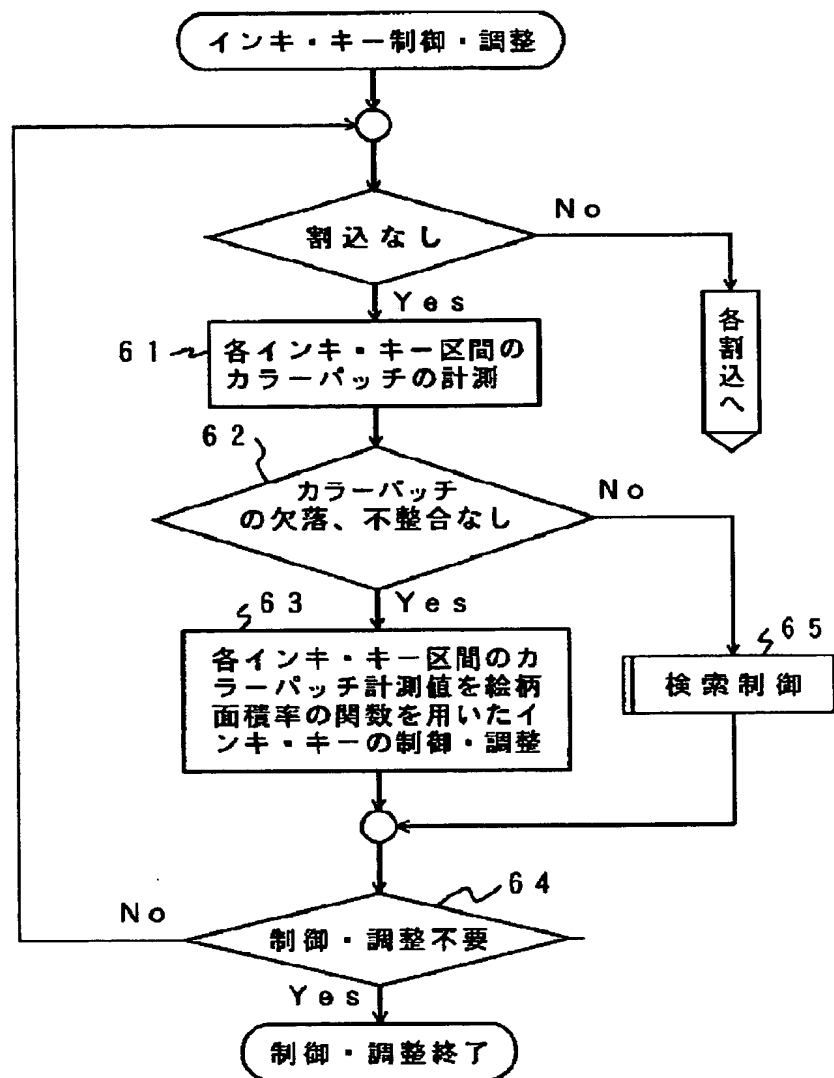 インキ・キー制御・調整
割込なし
No
Yes
各割込へ
61
各インキ・キー区間の
カラーパッチの計測
62
カラーパッチ
の欠落、不整合なし
No
Yes
63
各インキ・キー区間のカ
ラーパッチ計測値を絵柄
面積率の関数を用いたイ
ンキ・キーの制御・調整
65
検索制御
64
制御・調整不要
No
Yes
制御・調整終了